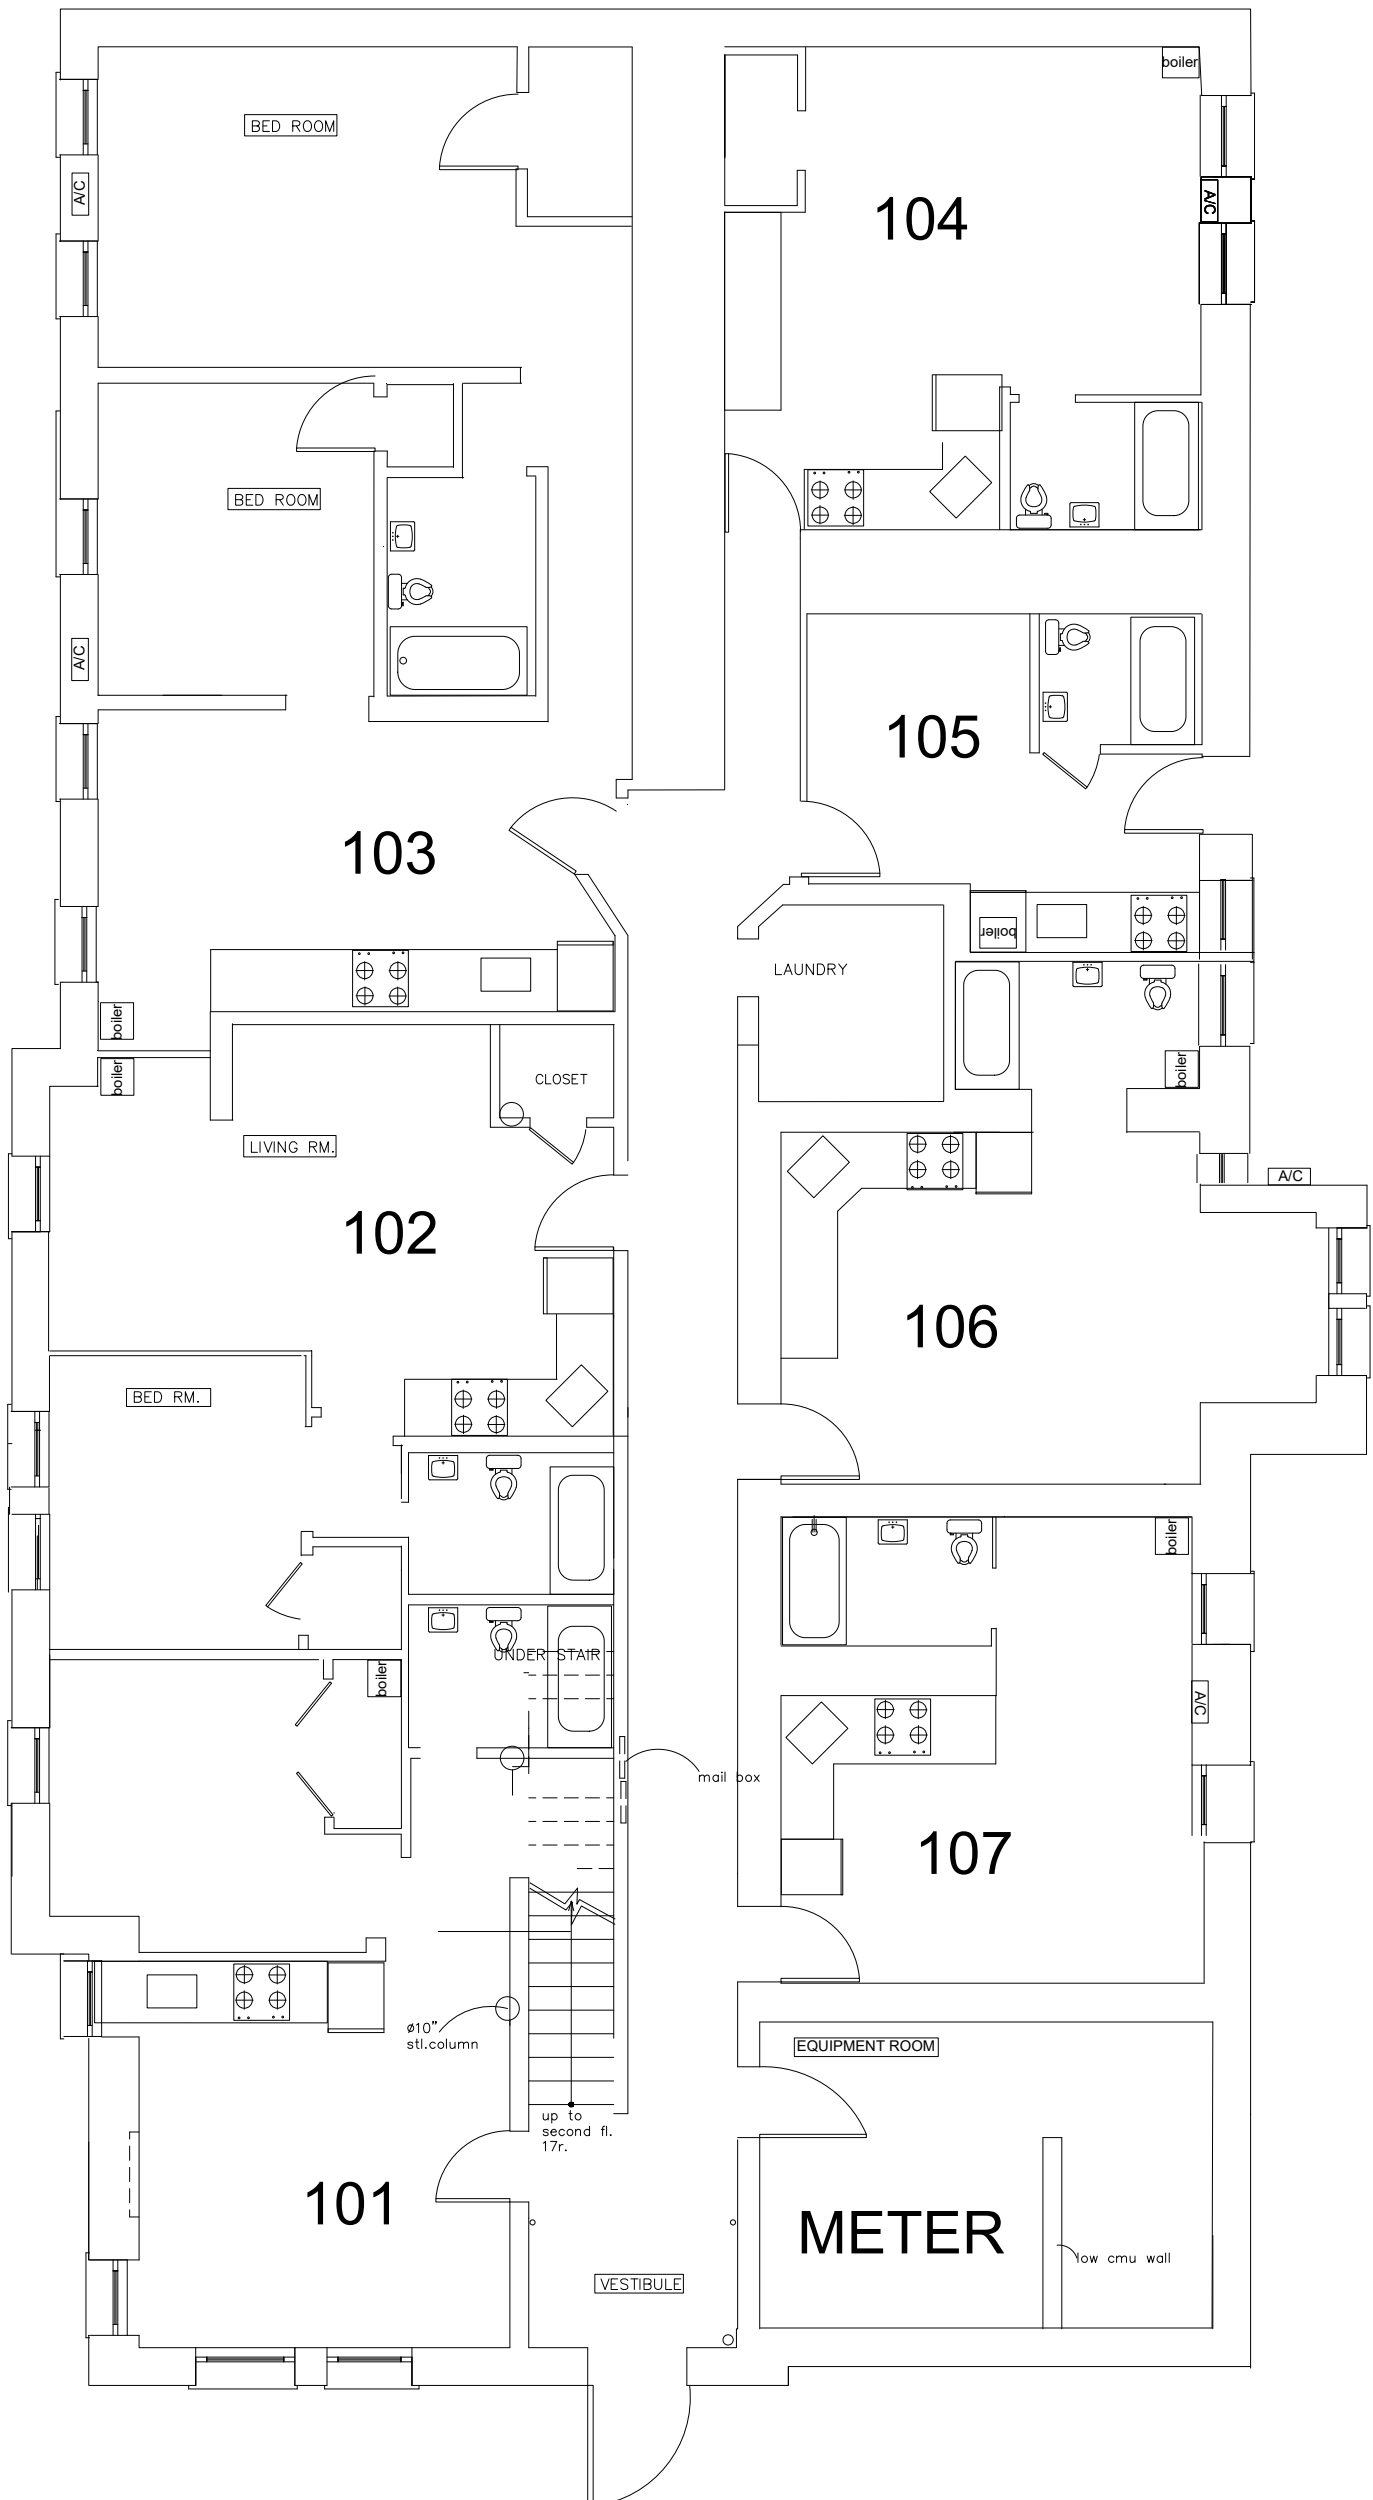 boiler
BED ROOM
A/C
A/C
104
BED ROOM
A/C
105
103
boiler
LAUNDRY
boiler
boiler
boiler
CLOSET
LIVING RM.
A/C
102
106
BED RM.
boiler
UNDER STAIR
boiler
A/C
mail box
107
ø10"
stl.column
EQUIPMENT ROOM
up to
second fl.
17r.
101
METER
low cmu wall
VESTIBULE